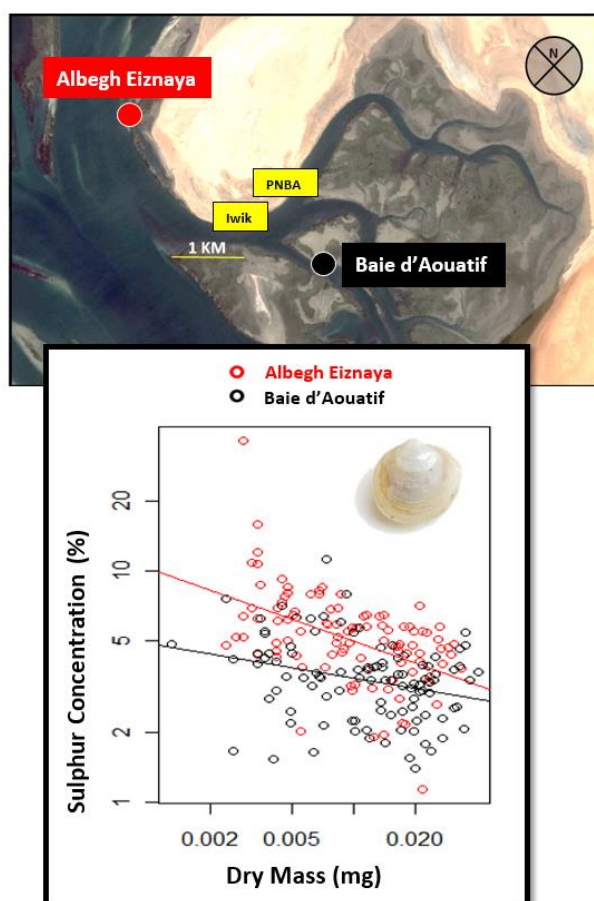 N
Albegh Eiznaya
PNBA
Iwik
1 KM
Baie d'Aouatif
Albegh Eiznaya
Baie d'Aouatif
Sulphur Concentration (%)
20
10
5
2
1
0.002
0.005
0.020
Dry Mass (mg)